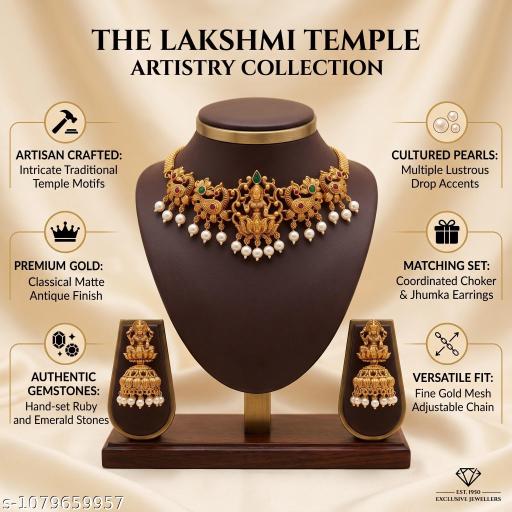 THE LAKSHMI TEMPLE
ARTISTRY COLLECTION
ARTISAN CRAFTED:
Intricate Traditional
Temple Motifs
PREMIUM GOLD:
Classical Matte
Antique Finish
AUTHENTIC
GEMSTONES:
Hand-set Ruby
and Emerald Stones
CULTURED PEARLS:
Multiple Lustrous
Drop Accents
MATCHING SET:
Coordinated Choker
& Jhumka Earrings
VERSATILE FIT:
Fine Gold Mesh
Adjustable Chain
EST. 1950
EXCLUSIVE JEWELLERS
s-1079659957